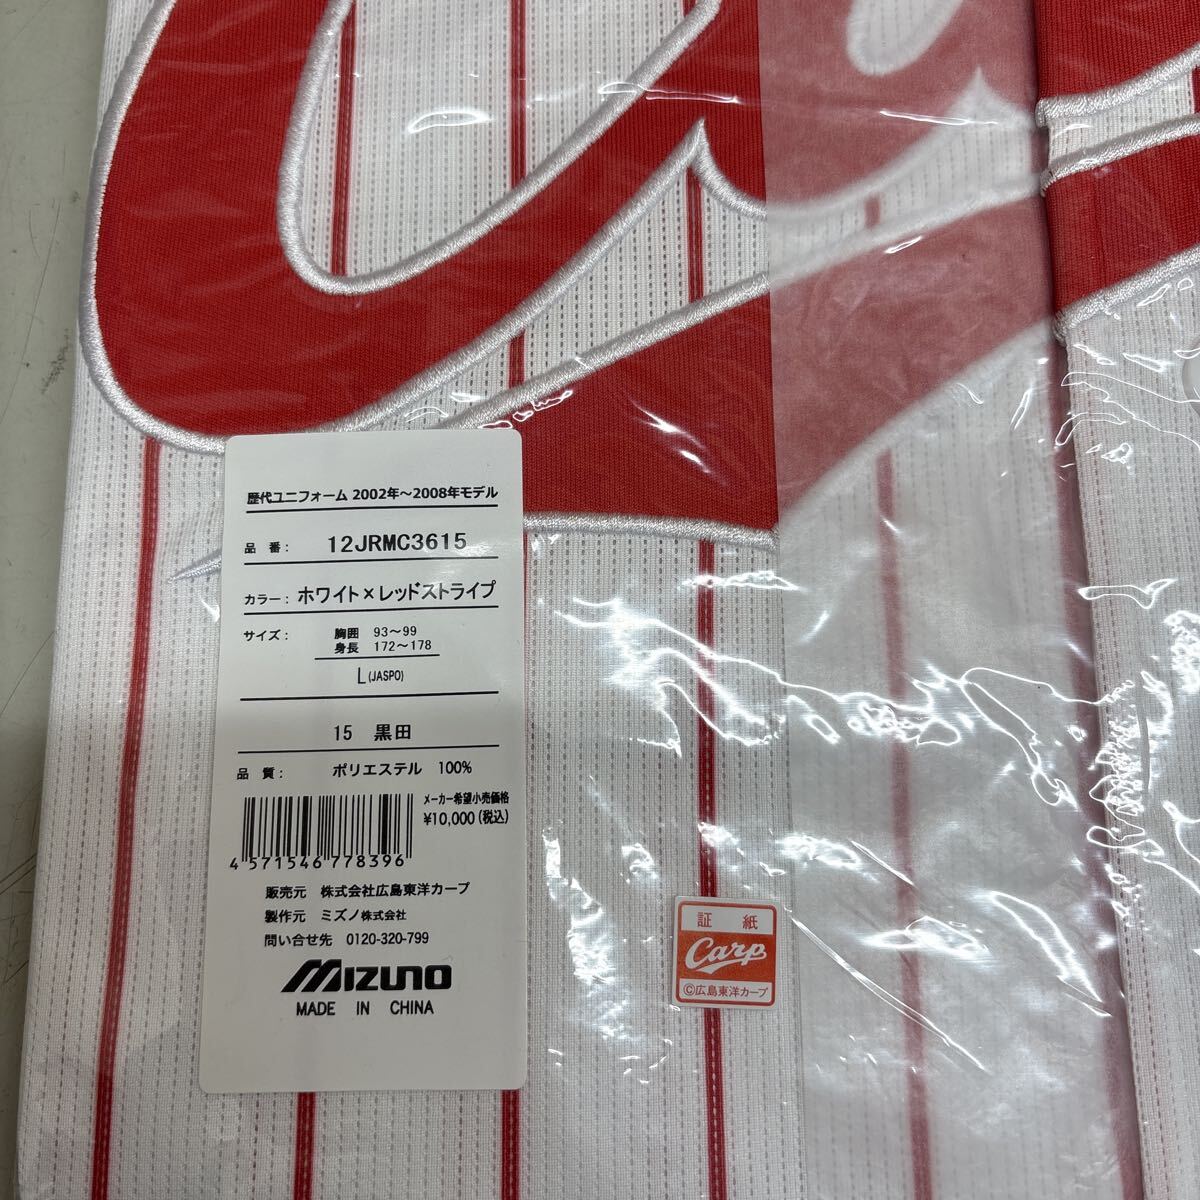 歴代ユニフォーム 2002年～2008年モデル
品 番： 12JRMC3615
カラー： ホワイト×レッドストライプ
サイズ： 胸囲 93～99
身長 172～178
L(JASPO)
15 黒田
品 質： ポリエステル 100%
メーカー希望小売価格
¥10,000(税込)
4 571546 778396
販売元 株式会社広島東洋カープ
製作元 ミズノ株式会社
問い合せ先 0120-320-799
MIZUNO
MADE IN CHINA
証 紙
Carp
©広島東洋カープ